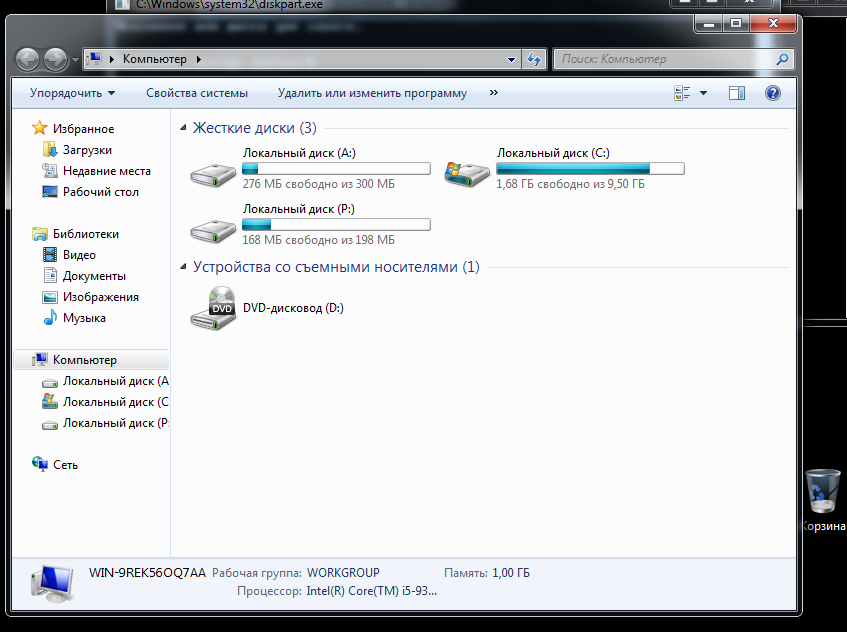 C:\Windows\system32\diskpart.exe
Компьютер
Поиск: Компьютер
Упорядочить
Свойства системы
Удалить или изменить программу
»
Избранное
Загрузки
Недавние места
Рабочий стол
Библиотеки
Видео
Документы
Изображения
Музыка
Компьютер
Локальный диск (A
Локальный диск (C
Локальный диск (P:
Сеть
Жесткие диски (3)
Локальный диск (A:)
276 МБ свободно из 300 МБ
Локальный диск (C:)
1,68 ГБ свободно из 9,50 ГБ
Локальный диск (P:)
168 МБ свободно из 198 МБ
Устройства со съемными носителями (1)
DVD
DVD-дисковод (D:)
Корзина
WIN-9REK56OQ7AA Рабочая группа: WORKGROUP Память: 1,00 ГБ
Процессор: Intel(R) Core(TM) i5-93...